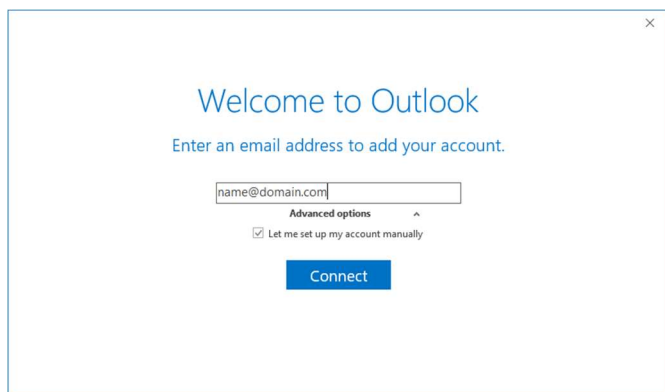 Welcome to Outlook
Enter an email address to add your account.
name@domain.com
Advanced options
Let me set up my account manually
Connect